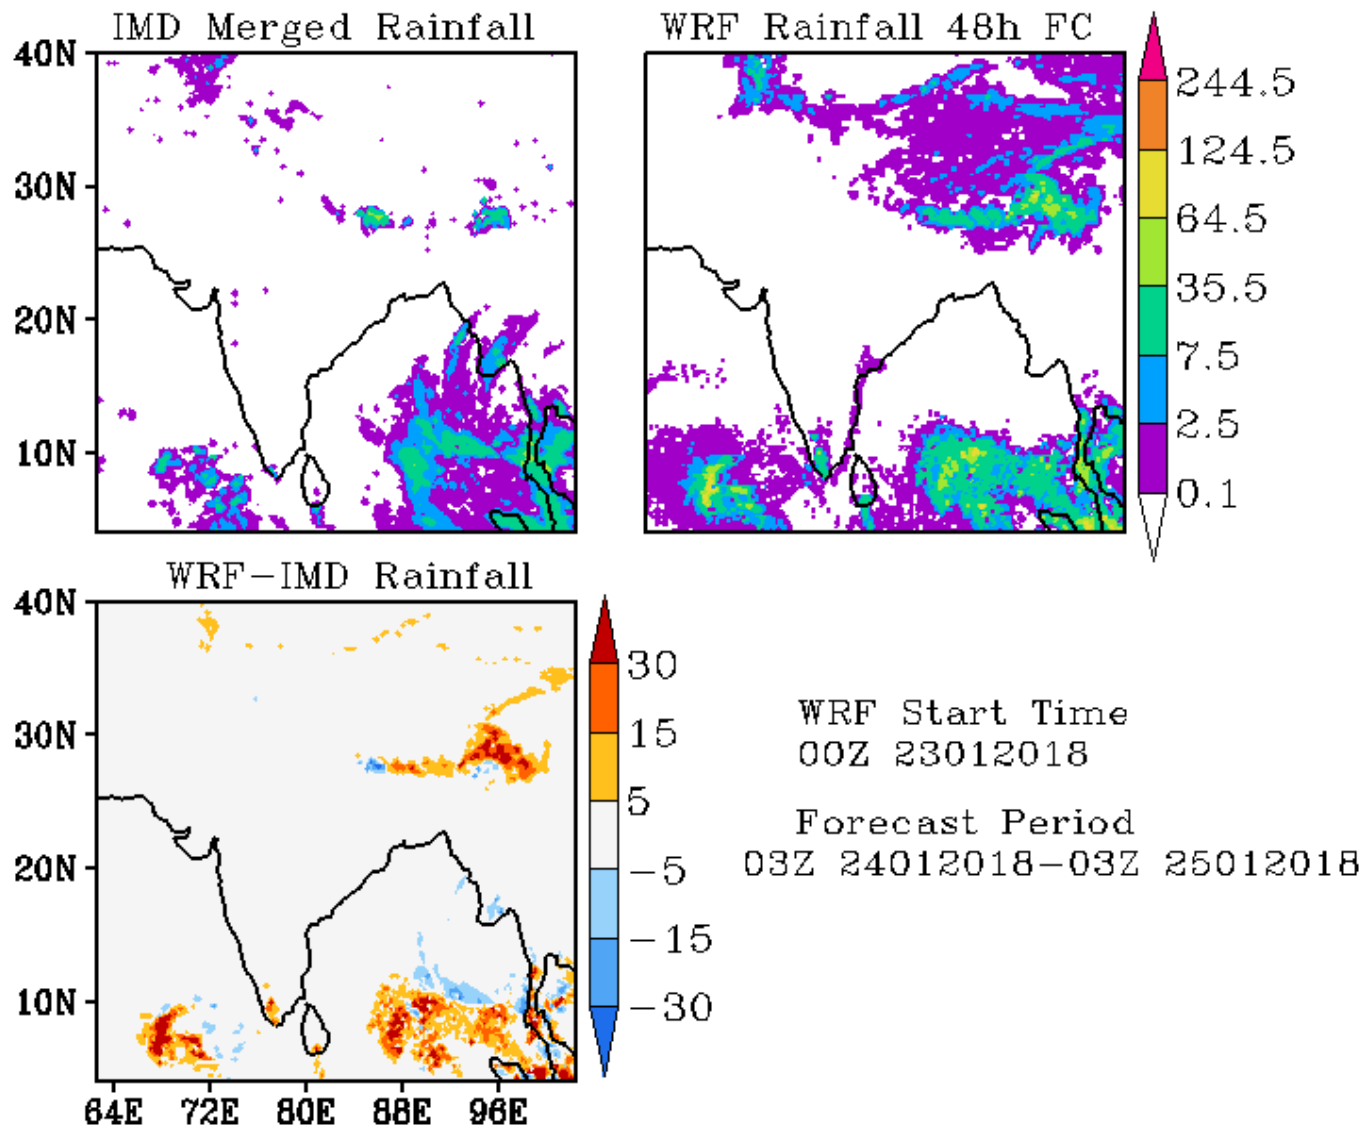 IMD Merged Rainfall
WRF Rainfall 48h FC
40N
30N
20N
10N
244.5
124.5
64.5
35.5
7.5
2.5
0.1
WRF-IMD Rainfall
40N
30N
20N
10N
64E 72E 80E 88E 96E
30
15
5
-5
-15
-30
WRF Start Time
00Z 23012018
Forecast Period
03Z 24012018-03Z 25012018